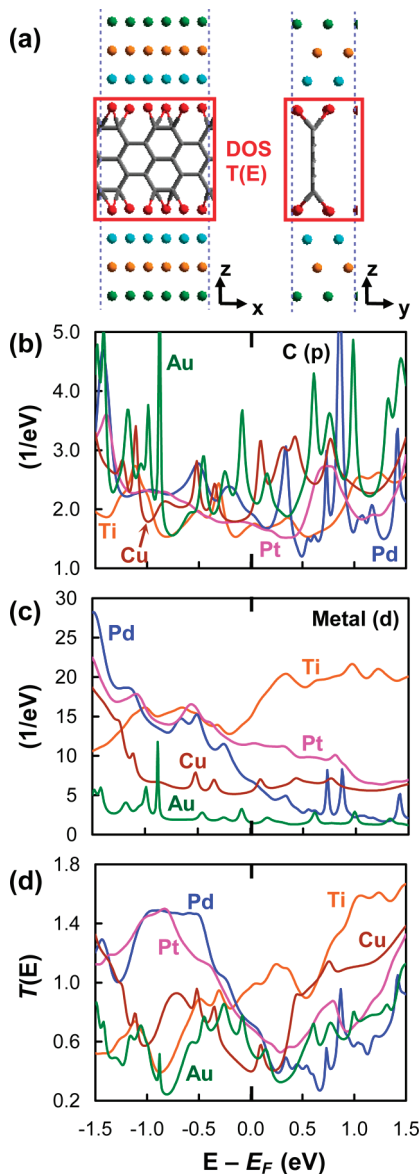 (a)
DOS
T(E)
z
x
z
y
(b)
5.0
4.0
3.0
2.0
1.0
(1/eV)
C (p)
Au
Ti
Cu
Pt
Pd
(c)
30
25
20
15
10
5
0
(1/eV)
Metal (d)
Pd
Ti
Pt
Cu
Au
(d)
1.8
1.4
1.0
0.6
0.2
T(E)
Pd
Ti
Pt
Cu
Au
-1.5 -1.0 -0.5 0.0 0.5 1.0 1.5
E – EF (eV)